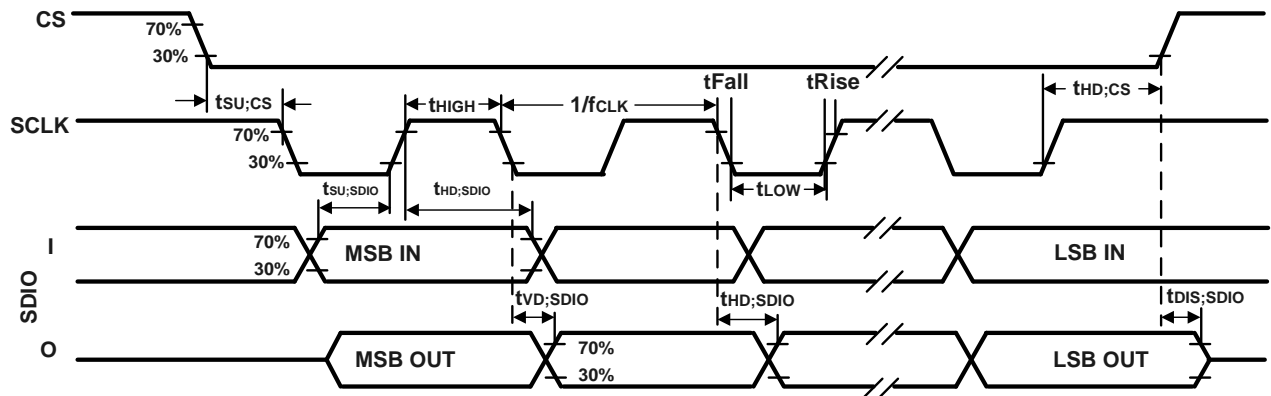 CS
70%
30%
tFall
tRise
tSU;CS
tHIGH
1/fCLK
tHD;CS
SCLK
70%
30%
tSU;SDIO
tHD;SDIO
tLOW
SDIO
I
70%
30%
MSB IN
LSB IN
tVD;SDIO
tHD;SDIO
tDIS;SDIO
O
MSB OUT
70%
30%
LSB OUT